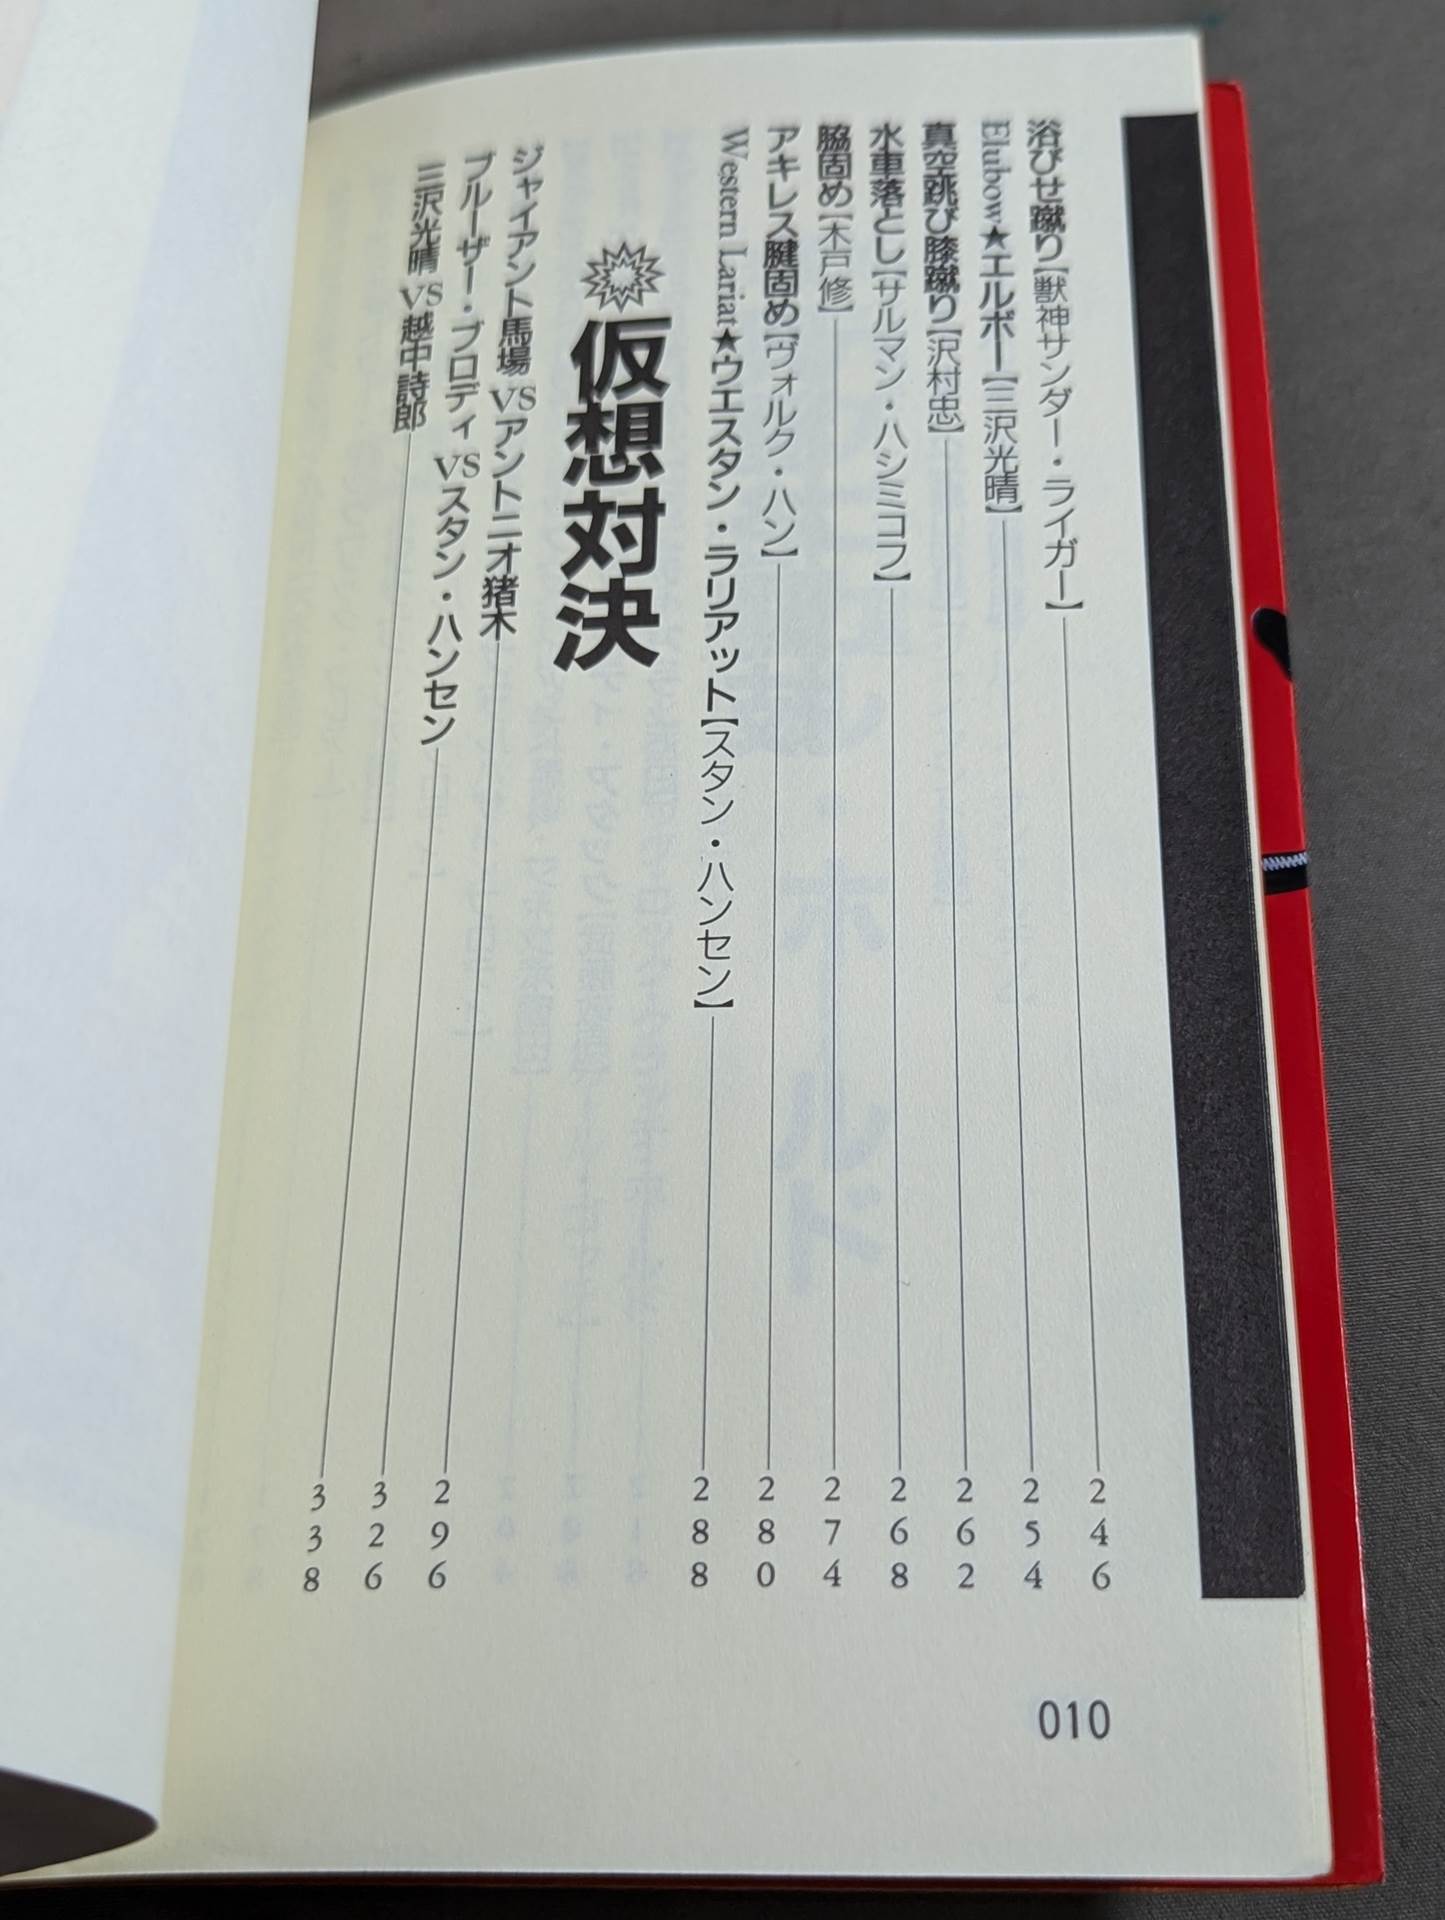 浴びせ蹴り【獣神サンダー・ライガー】 246
Elubow★エルボー【三沢光晴】 254
真空跳び膝蹴り【沢村忠】 262
水車落とし【サルマン・ハシミコフ】 268
脇固め【木戸修】 274
アキレス腱固め【ヴォルク・ハン】 280
Western Lariat★ウエスタン・ラリアット【スタン・ハンセン】 288
仮想対決
ジャイアント馬場VSアントニオ猪木 296
ブルーザー・ブロディVSスタン・ハンセン 326
三沢光晴VS越中詩郎 338
010